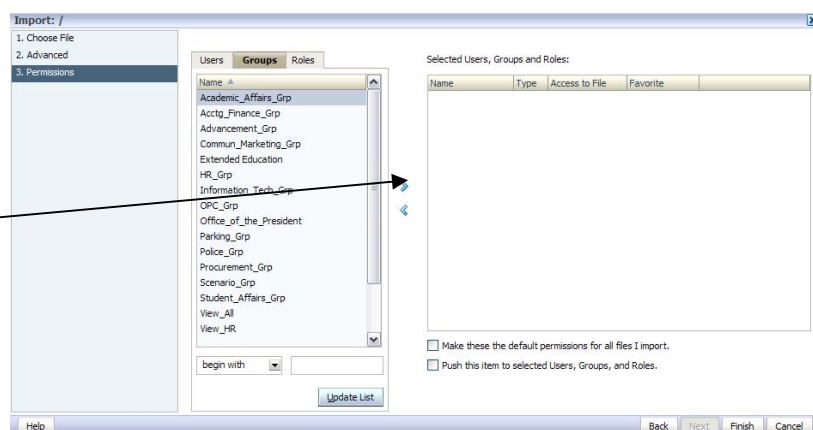 Import: /
1. Choose File
2. Advanced
3. Permissions
Users Groups Roles
Name
Academic_Affairs_Grp
Acctg_Finance_Grp
Advancement_Grp
Commun_Marketing_Grp
Extended Education
HR_Grp
Information_Tech_Grp
OPC_Grp
Office_of_the_President
Parking_Grp
Police_Grp
Procurement_Grp
Scenario_Grp
Student_Affairs_Grp
View_All
View_HR
begin with
Update List
Selected Users, Groups and Roles:
Name Type Access to File Favorite
Make these the default permissions for all files I import.
Push this item to selected Users, Groups, and Roles.
Help Back Next Finish Cancel